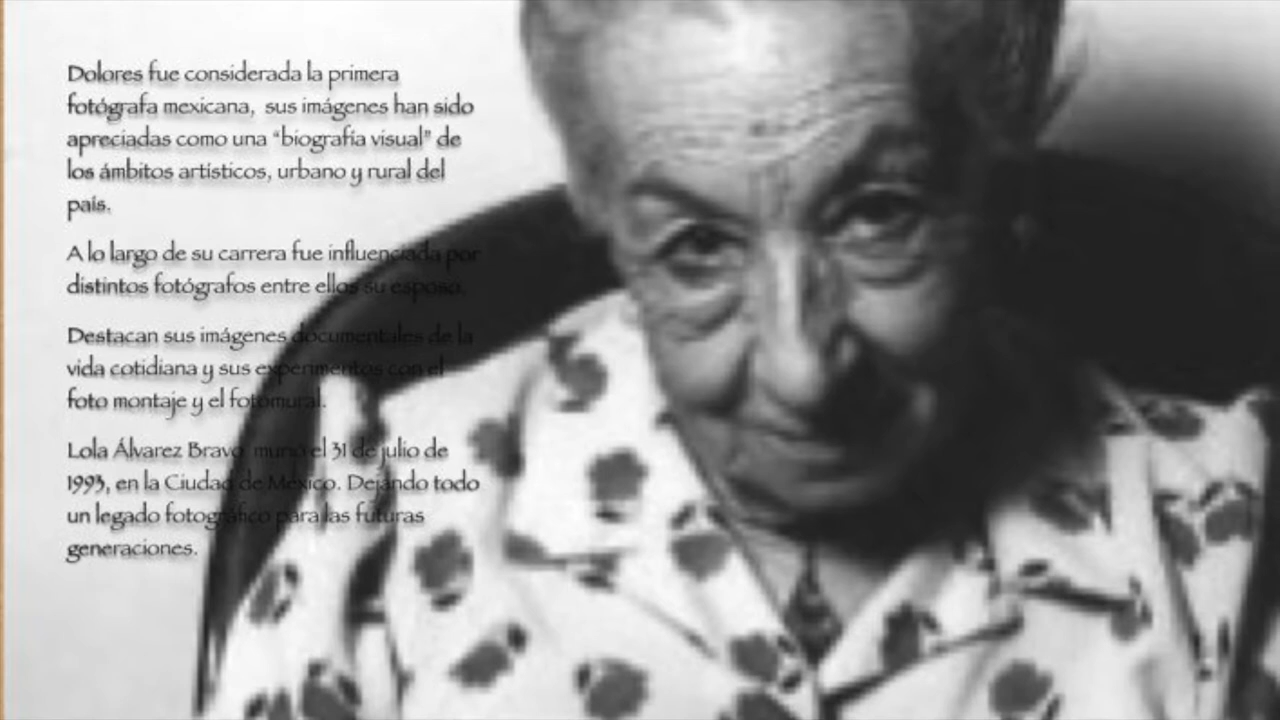 Dolores fue considerada la primera
fotógrafa mexicana, sus imágenes han sido
apreciadas como una “biografía visual” de
los ámbitos artísticos, urbano y rural del
país.
A lo largo de su carrera fue influenciada por
distintos fotógrafos entre ellos su esposo.
Destacan sus imágenes documentales de la
vida cotidiana y sus experimentos con el
foto montaje y el fotomural.
Lola Álvarez Bravo murió el 31 de julio de
1993, en la Ciudad de México. Dejando todo
un legado fotográfico para las futuras
generaciones.